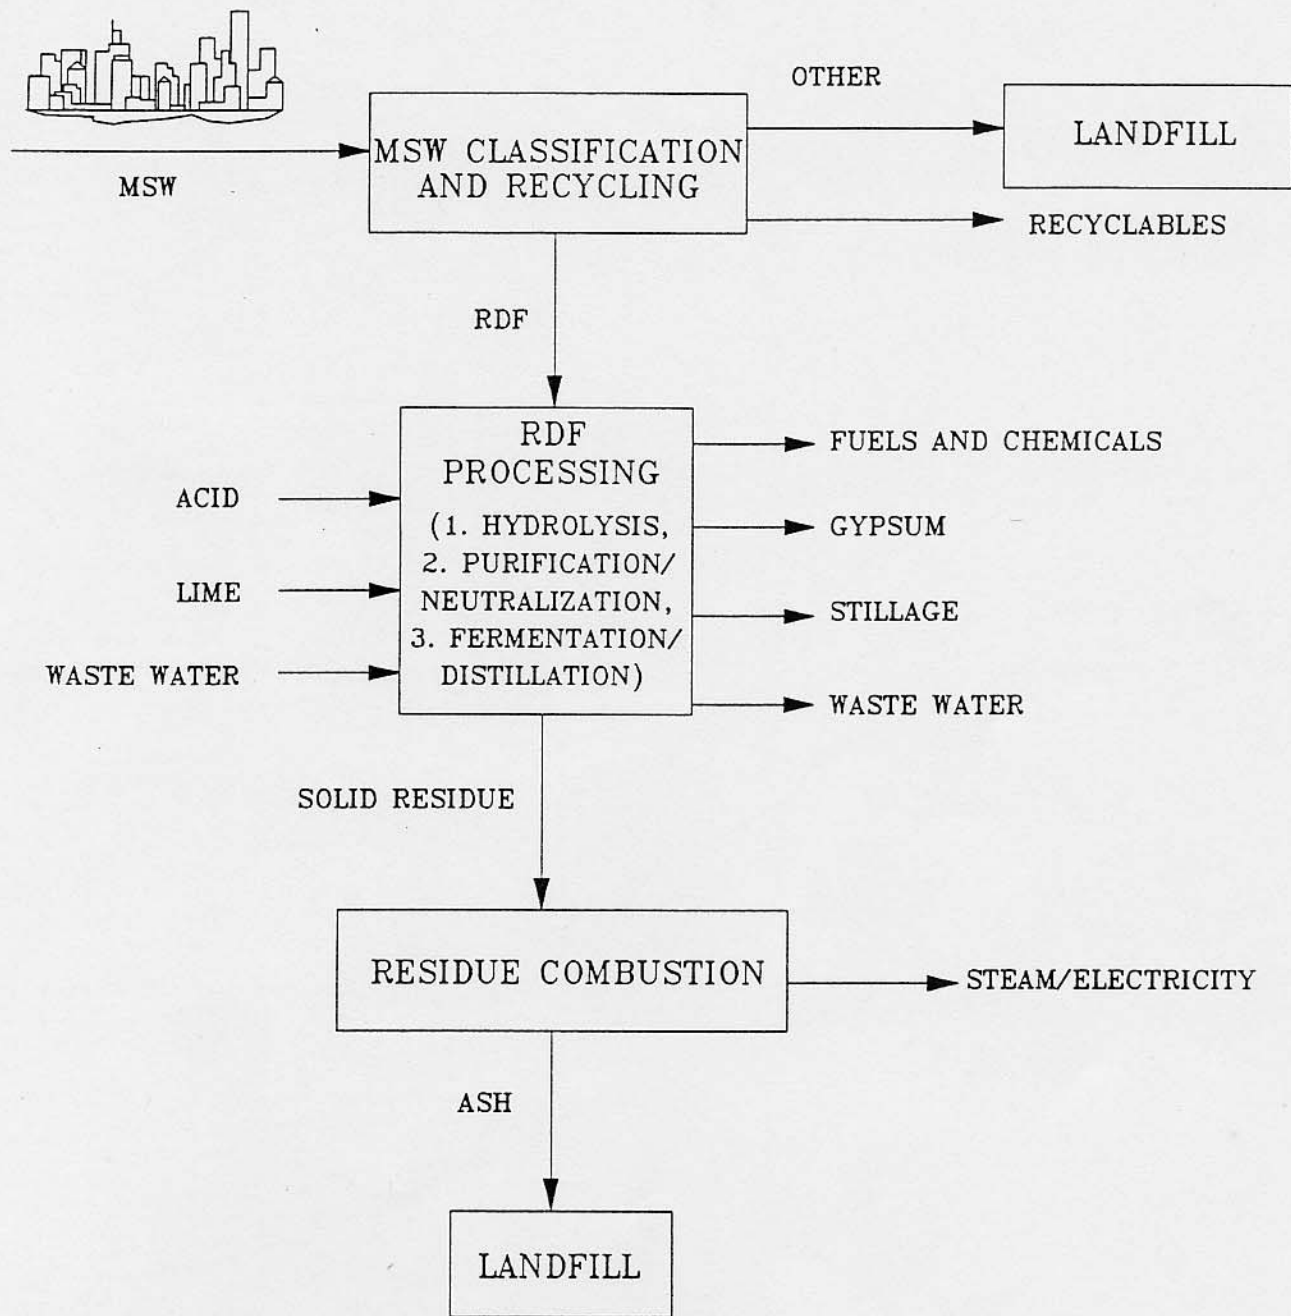 OTHER
LANDFILL
MSW CLASSIFICATION
AND RECYCLING
MSW
RECYCLABLES
RDF
RDF
PROCESSING
(1. HYDROLYSIS,
2. PURIFICATION/
NEUTRALIZATION,
3. FERMENTATION/
DISTILLATION)
ACID
LIME
WASTE WATER
FUELS AND CHEMICALS
GYPSUM
STILLAGE
WASTE WATER
SOLID RESIDUE
RESIDUE COMBUSTION
STEAM/ELECTRICITY
ASH
LANDFILL